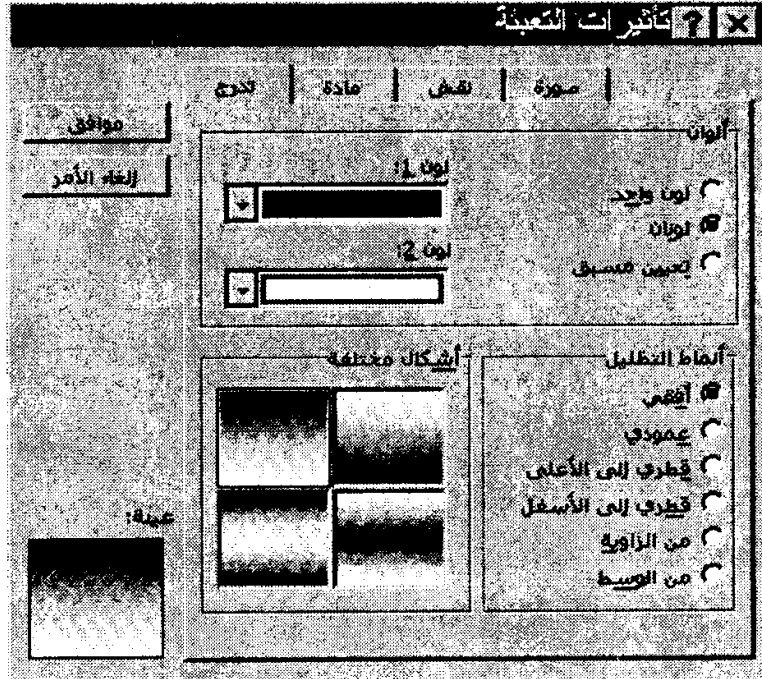 تأثيرات التعبئة
صورة نقش مادة تدرج
موافق
إلغاء الأمر
ألوان
لون واحد
لونان
تعيين مسبق
لون 1:
لون 2:
أنماط التظليل
أفقي
عمودي
قطري إلى الأعلى
قطري إلى الأسفل
من الزاوية
من الوسط
أشكال مختلفة
عينة: